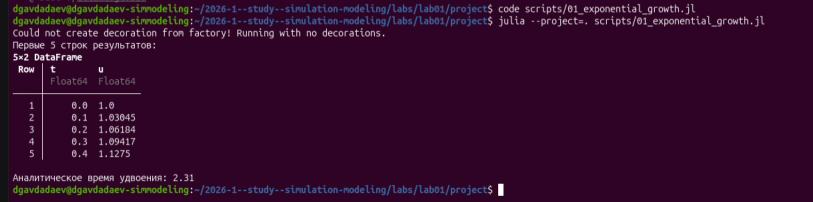 dgavdadaev@dgavdadaev-simmodeling:~/2026-1--study--simulation-modeling/labs/lab01/project$ code scripts/01_exponential_growth.jl
dgavdadaev@dgavdadaev-simmodeling:~/2026-1--study--simulation-modeling/labs/lab01/project$ julia --project=. scripts/01_exponential_growth.jl
Could not create decoration from factory! Running with no decorations.
Первые 5 строк результатов:
5×2 DataFrame
Row t u
Float64 Float64
1 0.0 1.0
2 0.1 1.03045
3 0.2 1.06184
4 0.3 1.09417
5 0.4 1.1275
Аналитическое время удвоения: 2.31
dgavdadaev@dgavdadaev-simmodeling:~/2026-1--study--simulation-modeling/labs/lab01/project$